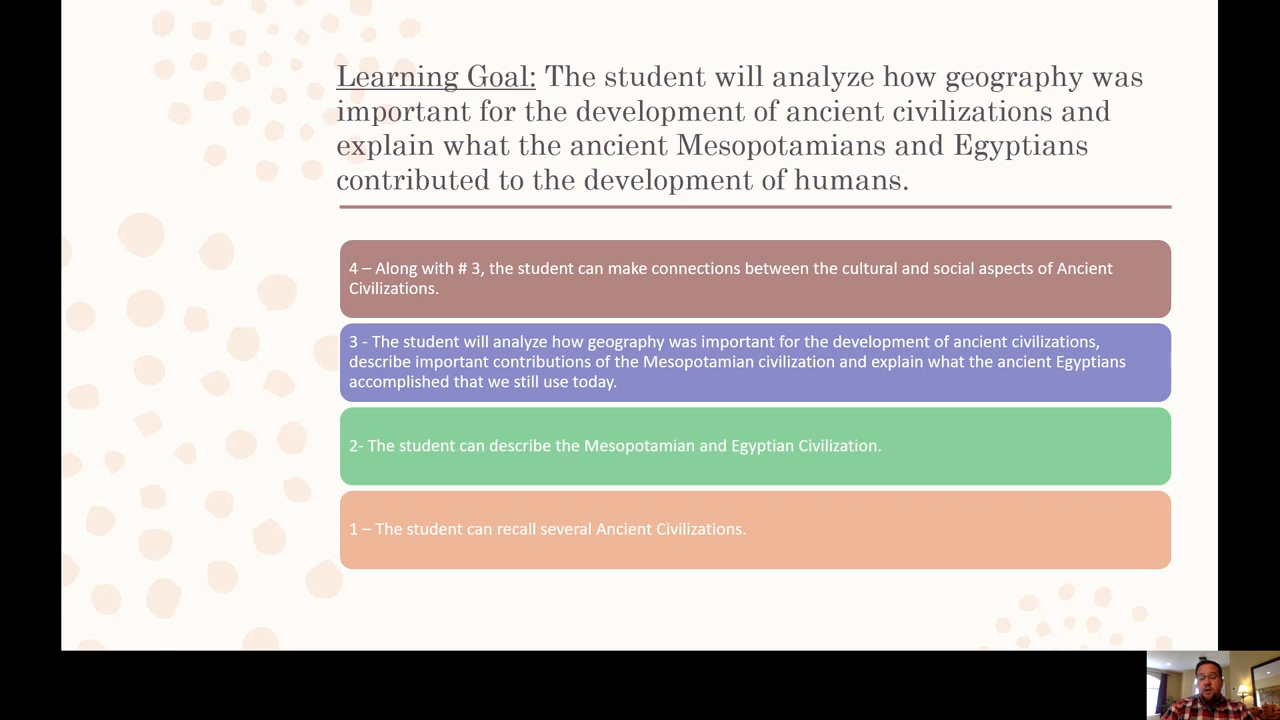 Learning Goal: The student will analyze how geography was
important for the development of ancient civilizations and
explain what the ancient Mesopotamians and Egyptians
contributed to the development of humans.
4 – Along with # 3, the student can make connections between the cultural and social aspects of Ancient
Civilizations.
3 - The student will analyze how geography was important for the development of ancient civilizations,
describe important contributions of the Mesopotamian civilization and explain what the ancient Egyptians
accomplished that we still use today.
2- The student can describe the Mesopotamian and Egyptian Civilization.
1 – The student can recall several Ancient Civilizations.